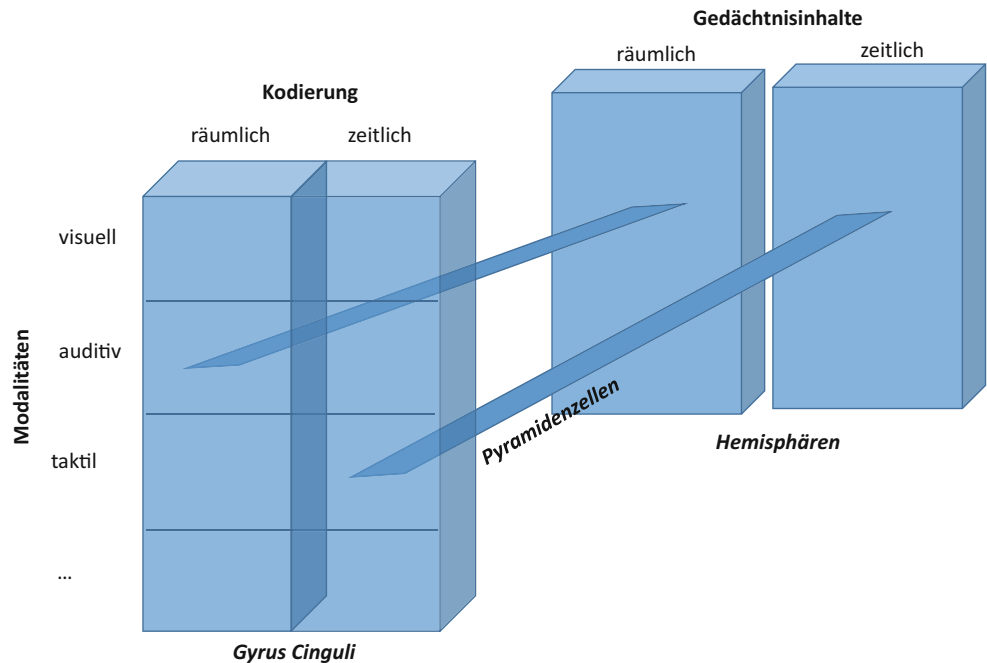 Gedächtnisinhalte
räumlich
zeitlich
Kodierung
räumlich
zeitlich
Modalitäten
visuell
auditiv
taktil
...
Pyramidenzellen
Hemisphären
Gyrus Cinguli